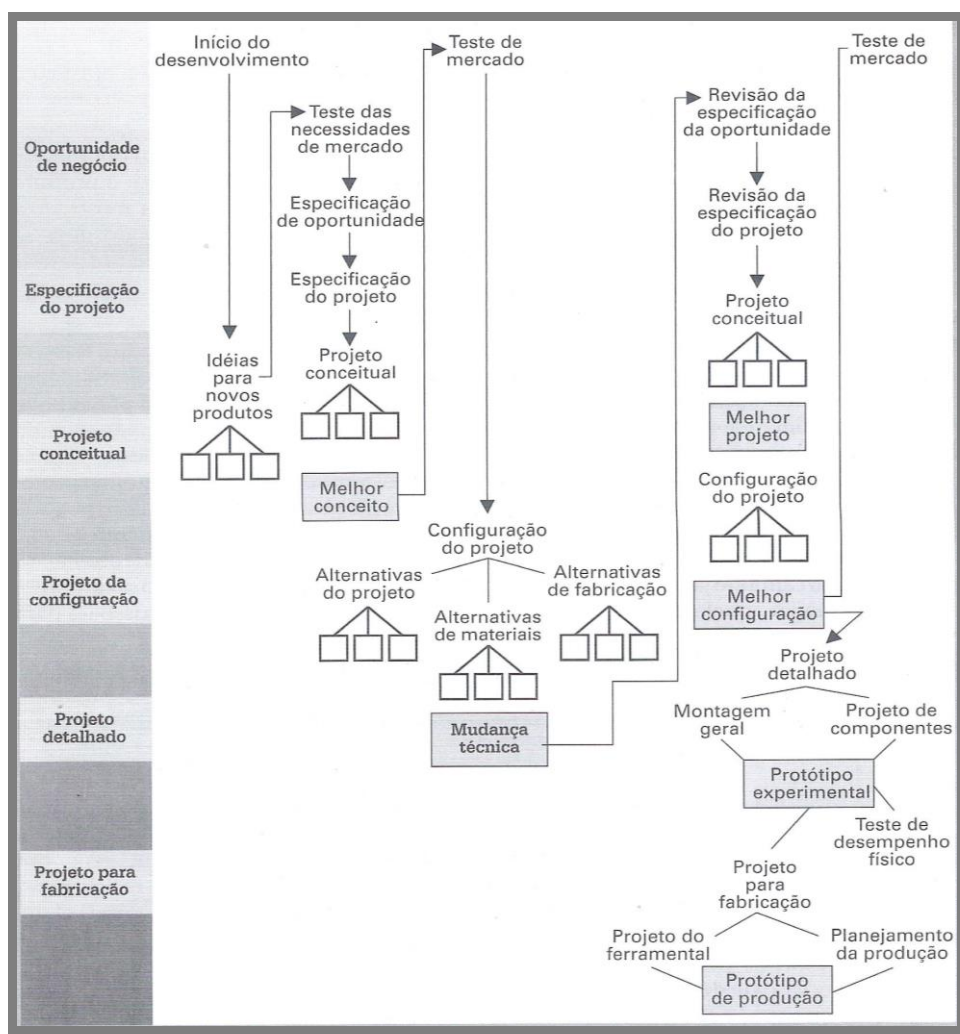 Oportunidade
de negócio
Especificação
do projeto
Projeto
conceitual
Projeto da
configuração
Projeto
detalhado
Projeto para
fabricação
Início do
desenvolvimento
Idéias
para
novos
produtos
Teste das
necessidades
de mercado
Especificação
de oportunidade
Especificação
do projeto
Projeto
conceitual
Melhor
conceito
Teste de
mercado
Configuração
do projeto
Alternativas
do projeto
Alternativas
de materiais
Alternativas
de fabricação
Mudança
técnica
Revisão da
especificação
da oportunidade
Revisão da
especificação
do projeto
Projeto
conceitual
Melhor
projeto
Configuração
do projeto
Melhor
configuração
Teste de
mercado
Projeto
detalhado
Montagem
geral
Projeto de
componentes
Protótipo
experimental
Teste de
desempenho
físico
Projeto
para
fabricação
Projeto do
ferramental
Planejamento
da produção
Protótipo
de produção